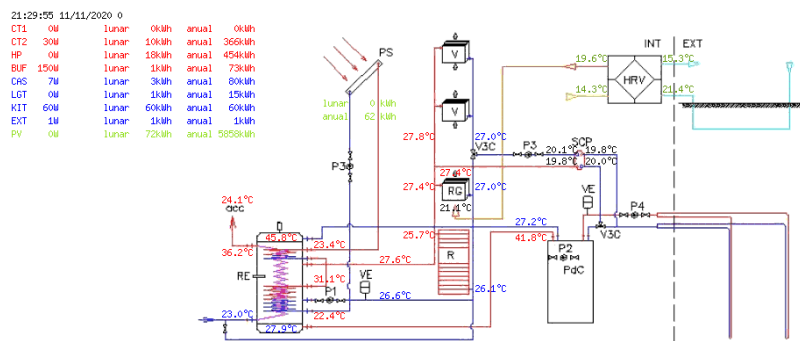 21:29:55 11/11/2020 0
CT1 0W lunar 0kWh anual 0kWh
CT2 30W lunar 10kWh anual 366kWh
HP 0W lunar 18kWh anual 454kWh
BUF 150W lunar 1kWh anual 73kWh
CAS 7W lunar 3kWh anual 80kWh
LGT 0W lunar 1kWh anual 15kWh
KIT 60W lunar 60kWh anual 60kWh
EXT 1W lunar 1kWh anual 1kWh
PV 0W lunar 72kWh anual 5858kWh
PS
lunar 0 kWh
anual 62 kWh
V
V
INT EXT
19.6°C 15.3°C
HRV
14.3°C 21.4°C
27.8°C 27.0°C
V3C P3 SCP
20.1°C 19.8°C
19.8°C 20.0°C
P3
27.4°C
27.4°C 27.0°C
RG
21.1°C
VE
P4
V3C
24.1°C
acc
27.2°C
41.8°C
25.7°C
45.8°C
23.4°C
36.2°C
27.6°C
R
P2
PdC
RE
31.1°C
VE
P1
26.6°C 26.1°C
23.0°C 22.4°C
27.9°C